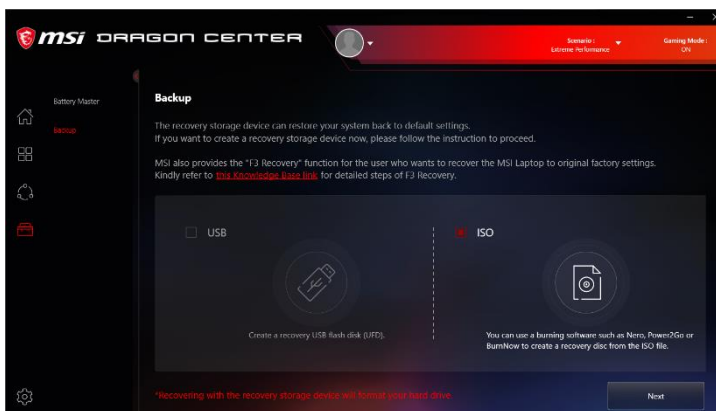 msi DRAGON CENTER
Scenario :
Extreme Performance
Gaming Mode :
ON
Battery Master
Backup
Backup
The recovery storage device can restore your system back to default settings.
If you want to create a recovery storage device now, please follow the instruction to proceed.
MSI also provides the "F3 Recovery" function for the user who wants to recover the MSI Laptop to original factory settings.
Kindly refer to this Knowledge Base link for detailed steps of F3 Recovery.
USB
Create a recovery USB flash disk (UFD).
ISO
You can use a burning software such as Nero, Power2Go or
BurnNow to create a recovery disc from the ISO file.
*Recovering with the recovery storage device will format your hard drive.
Next